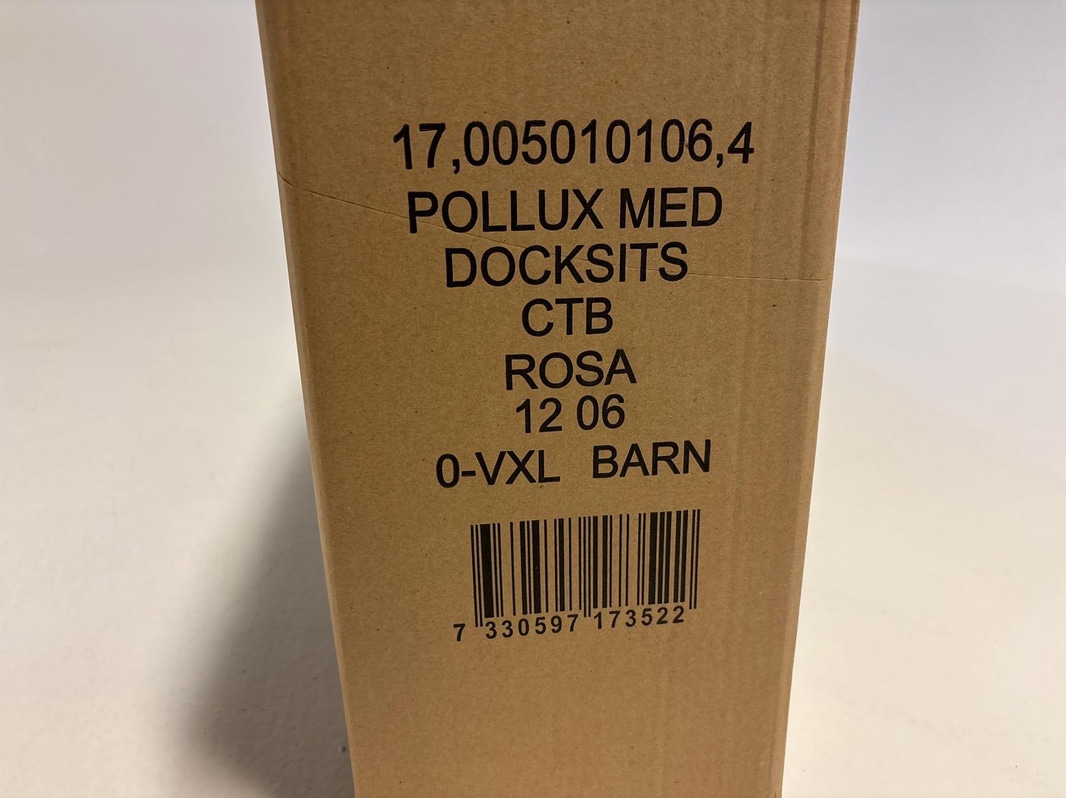 17,005010106,4
POLLUX MED
DOCKSITS
CTB
ROSA
12 06
0-VXL BARN
7 330597 173522